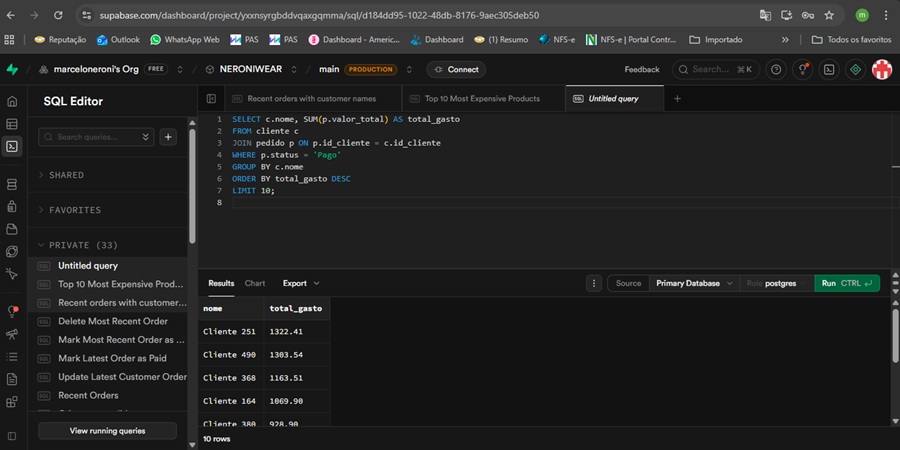 supabase.com/dashboard/project/yxxnsyrgbddvqaxgqmma/sql/d184dd95-1022-48db-8176-9aec305deb50
m
Reputação Outlook WhatsApp Web PAS PAS Dashboard - Americ... Dashboard (1) Resumo NFS-e NFS-e | Portal Contr... Importado » Todos os favoritos
marceloneroni's Org FREE NERONIWEAR main PRODUCTION Connect Feedback Search... ⌘K
SQL Editor
Recent orders with customer names Top 10 Most Expensive Products Untitled query +
Search queries... +
SHARED
FAVORITES
PRIVATE (33)
Untitled query
Top 10 Most Expensive Prod...
Recent orders with customer...
Delete Most Recent Order
Mark Most Recent Order as ...
Mark Latest Order as Paid
Update Latest Customer Order
Recent Orders
View running queries
1 SELECT c.nome, SUM(p.valor_total) AS total_gasto
2 FROM cliente c
3 JOIN pedido p ON p.id_cliente = c.id_cliente
4 WHERE p.status = 'Pago'
5 GROUP BY c.nome
6 ORDER BY total_gasto DESC
7 LIMIT 10;
8
Results Chart Export Source Primary Database Role postgres Run CTRL
nome total_gasto
Cliente 251 1322.41
Cliente 490 1303.54
Cliente 368 1163.51
Cliente 164 1069.90
Cliente 380 928.90
10 rows